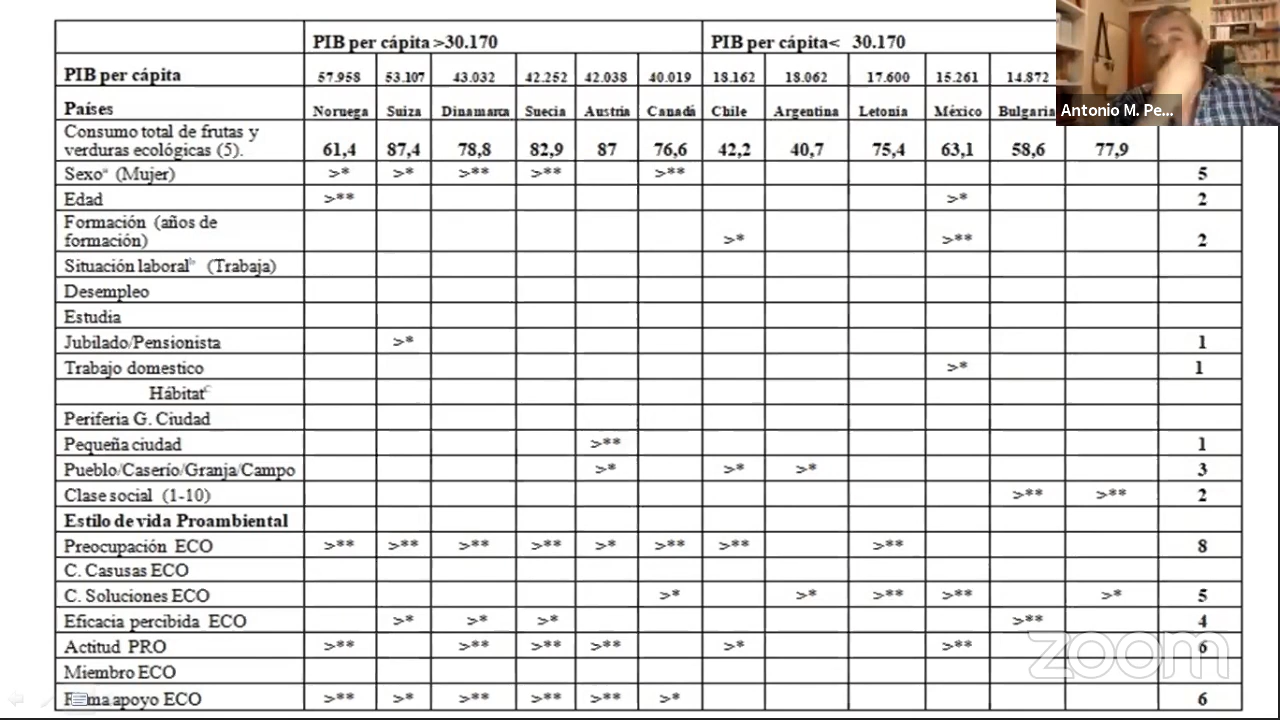 PIB per cápita >30.170 PIB per cápita< 30.170
PIB per cápita 57.958 53.107 43.032 42.252 42.038 40.019 18.162 18.062 17.600 15.261 14.872
Países Noruega Suiza Dinamarca Suecia Austria Canadá Chile Argentina Letonia México Bulgaria
Consumo total de frutas y
verduras ecológicas (5). 61,4 87,4 78,8 82,9 87 76,6 42,2 40,7 75,4 63,1 58,6 77,9
Sexoª (Mujer) >* >* >** >** >** 5
Edad >** >* 2
Formación (años de
formación) >* >** 2
Situación laboralᵇ (Trabaja)
Desempleo
Estudia
Jubilado/Pensionista >* 1
Trabajo domestico >* 1
Hábitatᶜ
Periferia G. Ciudad
Pequeña ciudad >** 1
Pueblo/Caserío/Granja/Campo >* >* >* 3
Clase social (1-10) >** >** 2
Estilo de vida Proambiental
Preocupación ECO >** >** >** >** >* >** >** >** 8
C. Casusas ECO
C. Soluciones ECO >* >* >** >** >* 5
Eficacia percibida ECO >* >* >* >** 4
Actitud PRO >** >** >** >** >* >** 6
Miembro ECO
apoyo ECO >** >* >** >** >** >* 6
Antonio M. Pe...
zoom